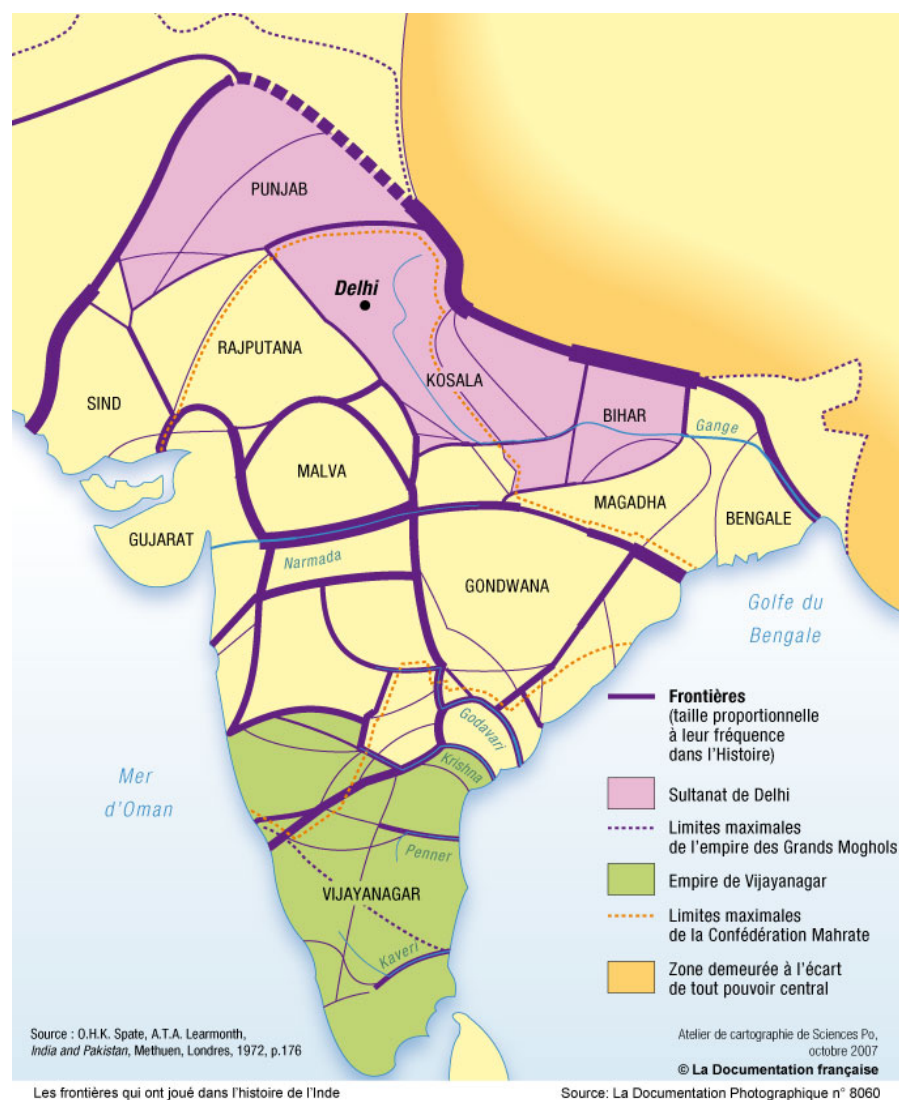 PUNJAB
Delhi
RAJPUTANA
SIND
KOSALA
BIHAR
Gange
MALVA
MAGADHA
BENGALE
GUJARAT
Narmada
GONDWANA
Golfe du
Bengale
Godavari
Krishna
Mer
d'Oman
Penner
VIJAYANAGAR
Kaveri
Frontières
(taille proportionnelle
à leur fréquence
dans l'Histoire)
Sultanat de Delhi
Limites maximales
de l'empire des Grands Moghols
Empire de Vijayanagar
Limites maximales
de la Confédération Mahrate
Zone demeurée à l'écart
de tout pouvoir central
Source : O.H.K. Spate, A.T.A. Learmonth,
India and Pakistan, Methuen, Londres, 1972, p.176
Atelier de cartographie de Sciences Po,
octobre 2007
© La Documentation française
Les frontières qui ont joué dans l'histoire de l'Inde
Source: La Documentation Photographique n° 8060